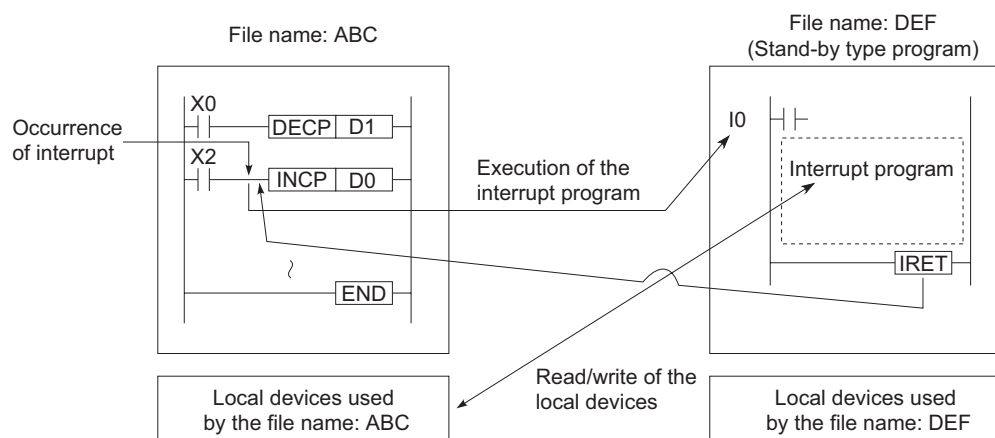 File name: ABC
File name: DEF
(Stand-by type program)
Occurrence
of interrupt
X0
DECP D1
X2
INCP D0
END
Execution of the
interrupt program
I0
Interrupt program
IRET
Read/write of the
local devices
Local devices used
by the file name: ABC
Local devices used
by the file name: DEF